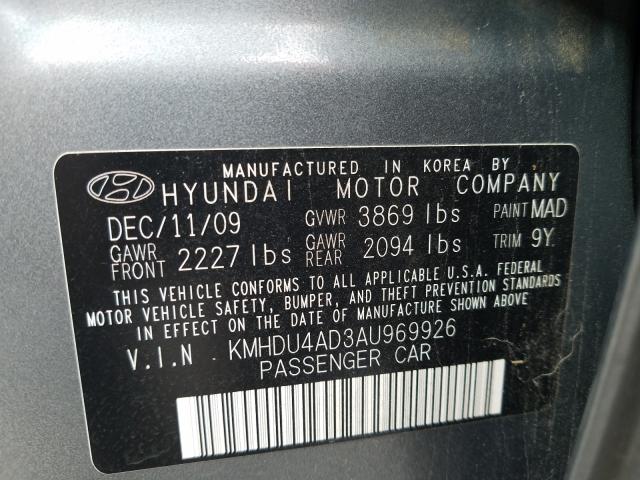 MANUFACTURED IN KOREA BY
HYUNDAI MOTOR COMPANY
DEC/11/09 GVWR 3869 lbs PAINT MAD
GAWR FRONT 2227 lbs GAWR REAR 2094 lbs TRIM 9Y
THIS VEHICLE CONFORMS TO ALL APPLICABLE U.S.A. FEDERAL
MOTOR VEHICLE SAFETY, BUMPER, AND THEFT PREVENTION STANDARDS
IN EFFECT ON THE DATE OF MANUFACTURE SHOWN ABOVE
V.I.N KMHDU4AD3AU969926
PASSENGER CAR